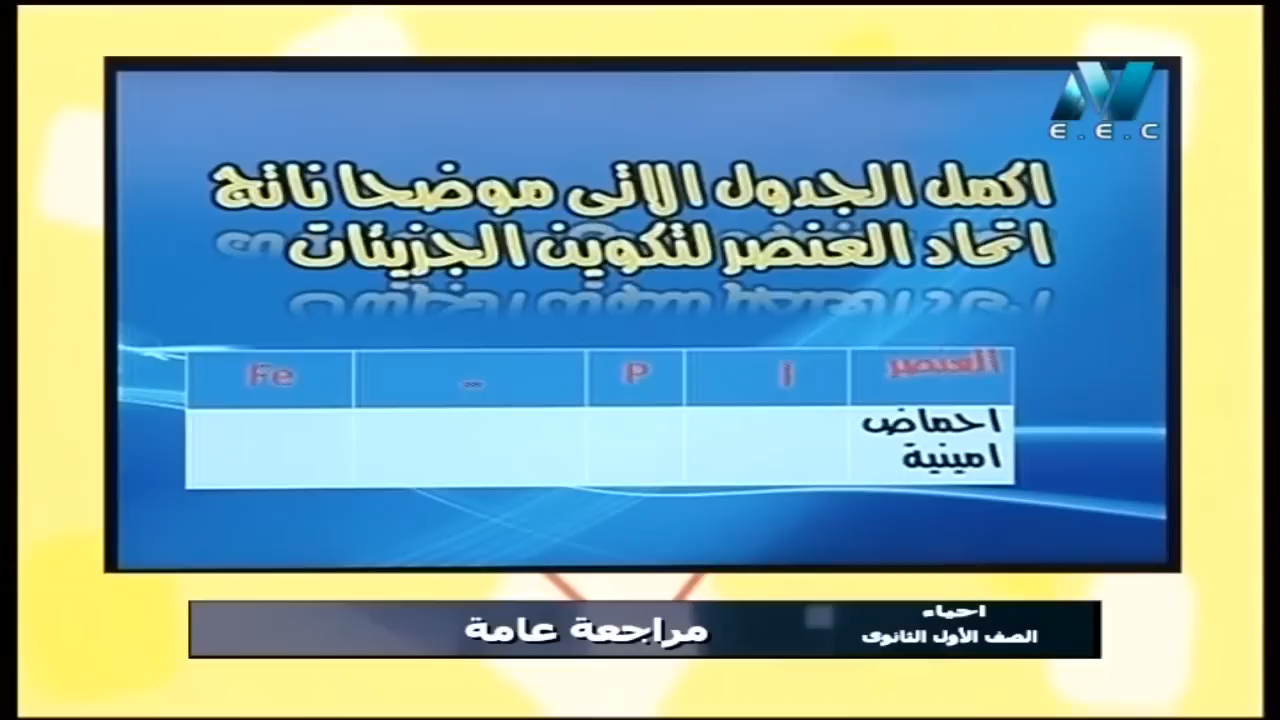 E.E.C
اكمل الجدول الاتى موضحا ناتج
اتحاد العنصر لتكوين الجزيئات
العنصر I P _ Fe
احماض
امينية
احياء
الصف الأول الثانوى
مراجعة عامة